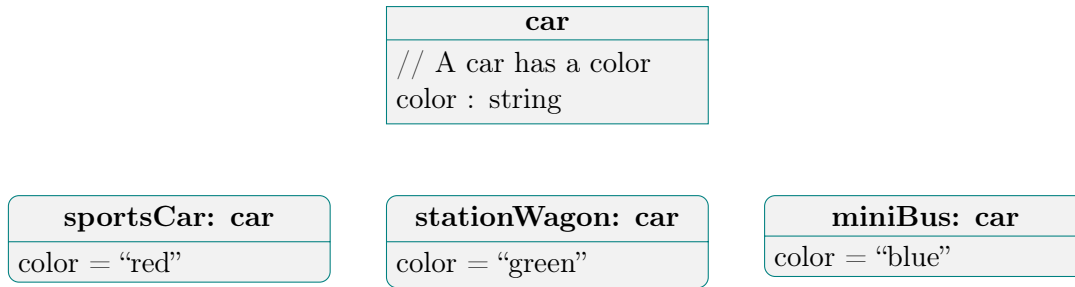 car
// A car has a color
color : string
sportsCar: car
color = “red”
stationWagon: car
color = “green”
miniBus: car
color = “blue”